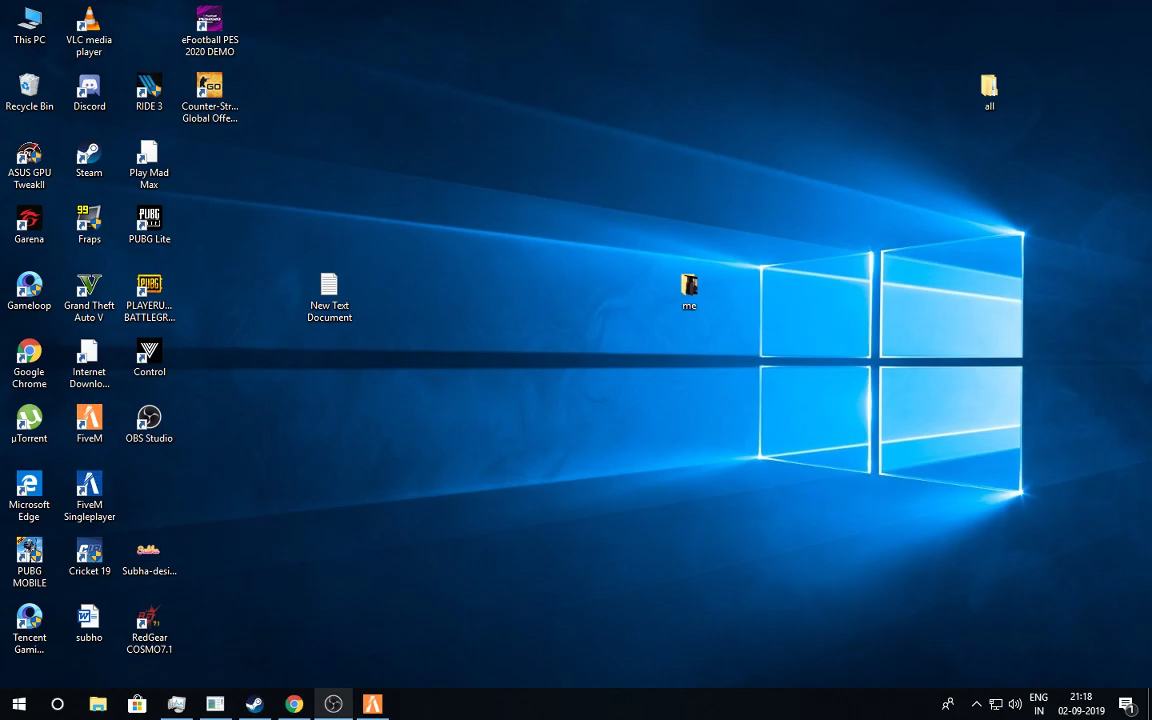 This PC
VLC media
player
eFootball PES
2020 DEMO
Recycle Bin
Discord
RIDE 3
Counter-Str...
Global Offe...
all
ASUS GPU
TweakII
Steam
Play Mad
Max
Garena
99
Fraps
PUBG
PUBG Lite
Gameloop
Grand Theft
Auto V
PLAYERU...
BATTLEGR...
New Text
Document
me
Google
Chrome
Internet
Downlo...
Control
µTorrent
FiveM
OBS Studio
Microsoft
Edge
FiveM
Singleplayer
PUBG
MOBILE
Cricket 19
Subha-desi...
Tencent
Gami...
subho
RedGear
COSMO7.1
ENG
IN
21:18
02-09-2019
1